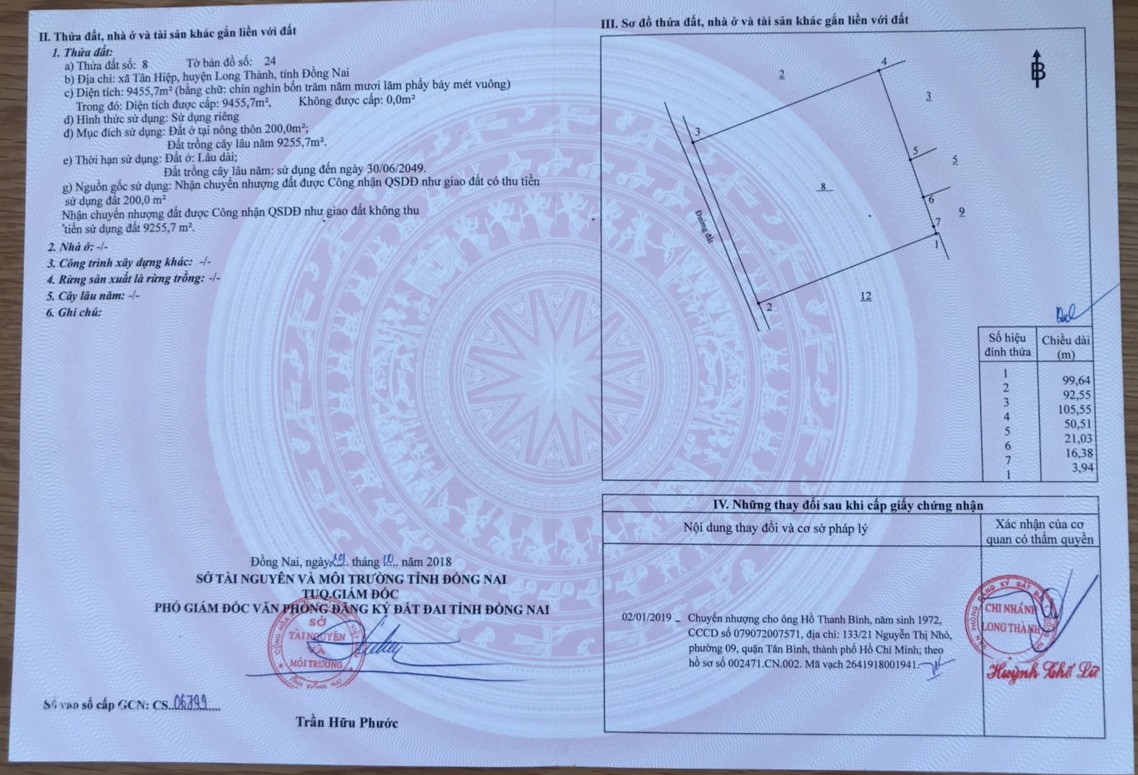 II. Thửa đất, nhà ở và tài sản khác gắn liền với đất
1. Thửa đất:
a) Thửa đất số: 8 Tờ bản đồ số: 24
b) Địa chỉ: xã Tân Hiệp, huyện Long Thành, tỉnh Đồng Nai
c) Diện tích: 9455,7m² (bằng chữ: chín nghìn bốn trăm năm mươi lăm phẩy bảy mét vuông)
Trong đó: Diện tích được cấp: 9455,7m², Không được cấp: 0,0m²
d) Hình thức sử dụng: Sử dụng riêng
đ) Mục đích sử dụng: Đất ở tại nông thôn 200,0m²;
Đất trồng cây lâu năm 9255,7m².
e) Thời hạn sử dụng: Đất ở: Lâu dài;
Đất trồng cây lâu năm: sử dụng đến ngày 30/06/2049.
g) Nguồn gốc sử dụng: Nhận chuyển nhượng đất được Công nhận QSDĐ như giao đất có thu tiền
sử dụng đất 200,0 m²
Nhận chuyển nhượng đất được Công nhận QSDĐ như giao đất không thu
tiền sử dụng đất 9255,7 m².
2. Nhà ở: -/-
3. Công trình xây dựng khác: -/-
4. Rừng sản xuất là rừng trồng: -/-
5. Cây lâu năm: -/-
6. Ghi chú:
Đồng Nai, ngày tháng 10 năm 2018
SỞ TÀI NGUYÊN VÀ MÔI TRƯỜNG TỈNH ĐỒNG NAI
TUQ.GIÁM ĐỐC
PHÓ GIÁM ĐỐC VĂN PHÒNG ĐĂNG KÝ ĐẤT ĐAI TỈNH ĐỒNG NAI
SỞ
TÀI NGUYÊN
VÀ
MÔI TRƯỜNG
Trần Hữu Phước
Số vào sổ cấp GCN: CS 06799
III. Sơ đồ thửa đất, nhà ở và tài sản khác gắn liền với đất
B
2
4
3
3
5
5
8
6
9
7
1
Đường đất
2
12
Số hiệu đỉnh thửa Chiều dài (m)
1
99,64
2
92,55
3
105,55
4
50,51
5
21,03
6
16,38
7
3,94
1
IV. Những thay đổi sau khi cấp giấy chứng nhận
Nội dung thay đổi và cơ sở pháp lý
Xác nhận của cơ
quan có thẩm quyền
02/01/2019 _ Chuyển nhượng cho ông Hồ Thanh Bình, năm sinh 1972,
CCCD số 079072007571, địa chỉ: 133/21 Nguyễn Thị Nhỏ,
phường 09, quận Tân Bình, thành phố Hồ Chí Minh; theo
hồ sơ số 002471.CN.002. Mã vạch 2641918001941.
CHI NHÁNH
LONG THÀNH
Huỳnh Chế Lữ